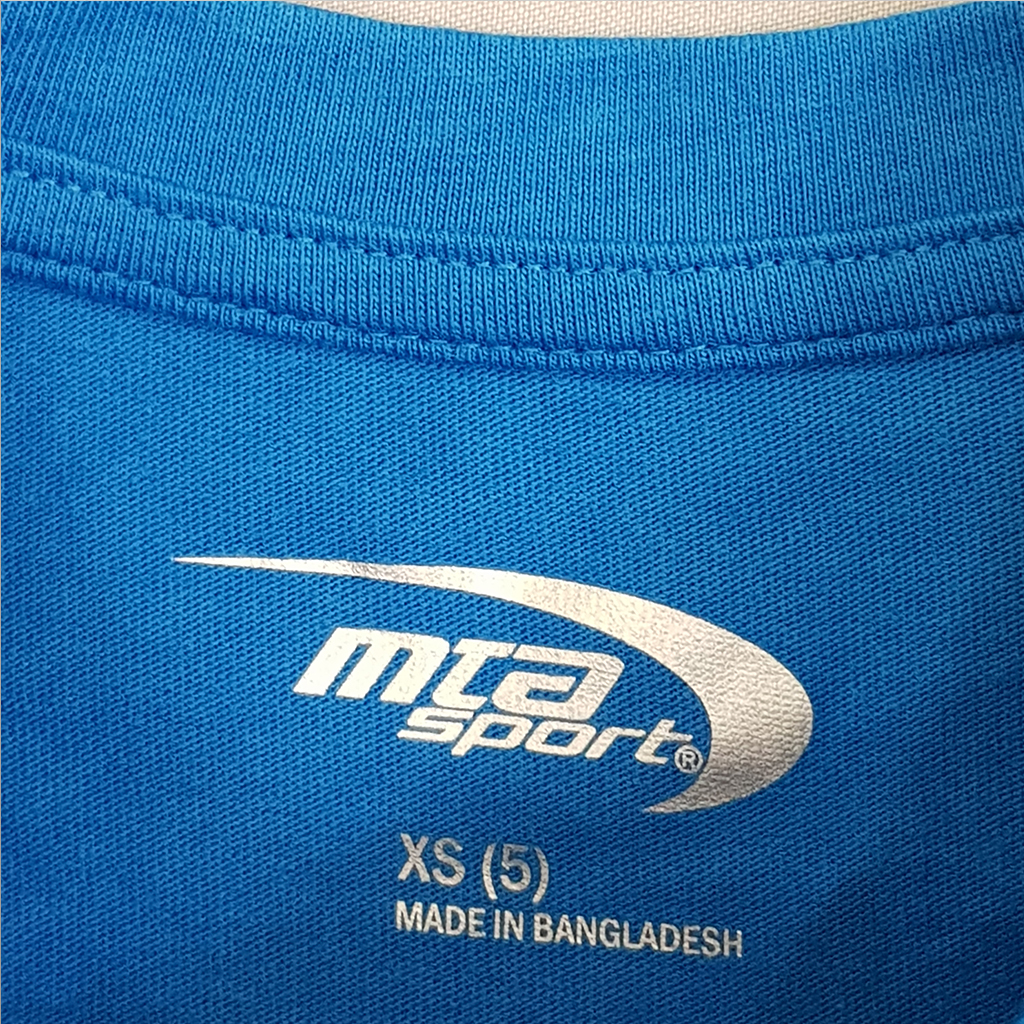 mta
sport®
XS (5)
MADE IN BANGLADESH